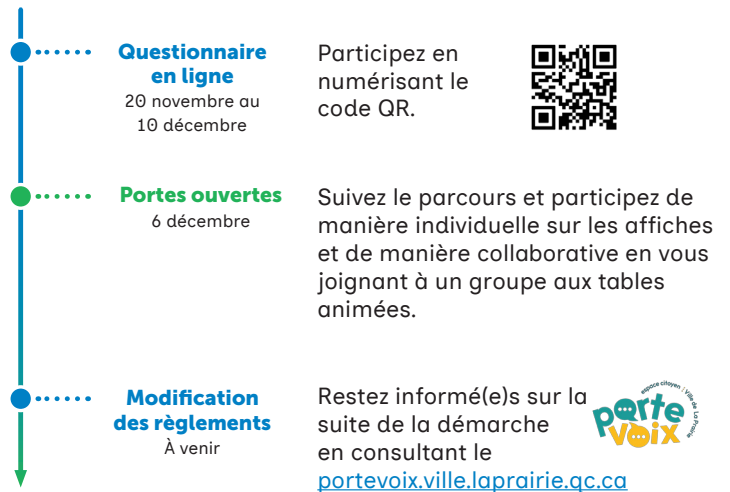 Questionnaire
en ligne
20 novembre au
10 décembre
Participez en
numérisant le
code QR.
Portes ouvertes
6 décembre
Suivez le parcours et participez de
manière individuelle sur les affiches
et de manière collaborative en vous
joignant à un groupe aux tables
animées.
Modification
des règlements
À venir
Restez informé(e)s sur la
suite de la démarche
en consultant le
portevoix.ville.laprairie.qc.ca
espace citoyen | Ville de La Prairie
porte
voix